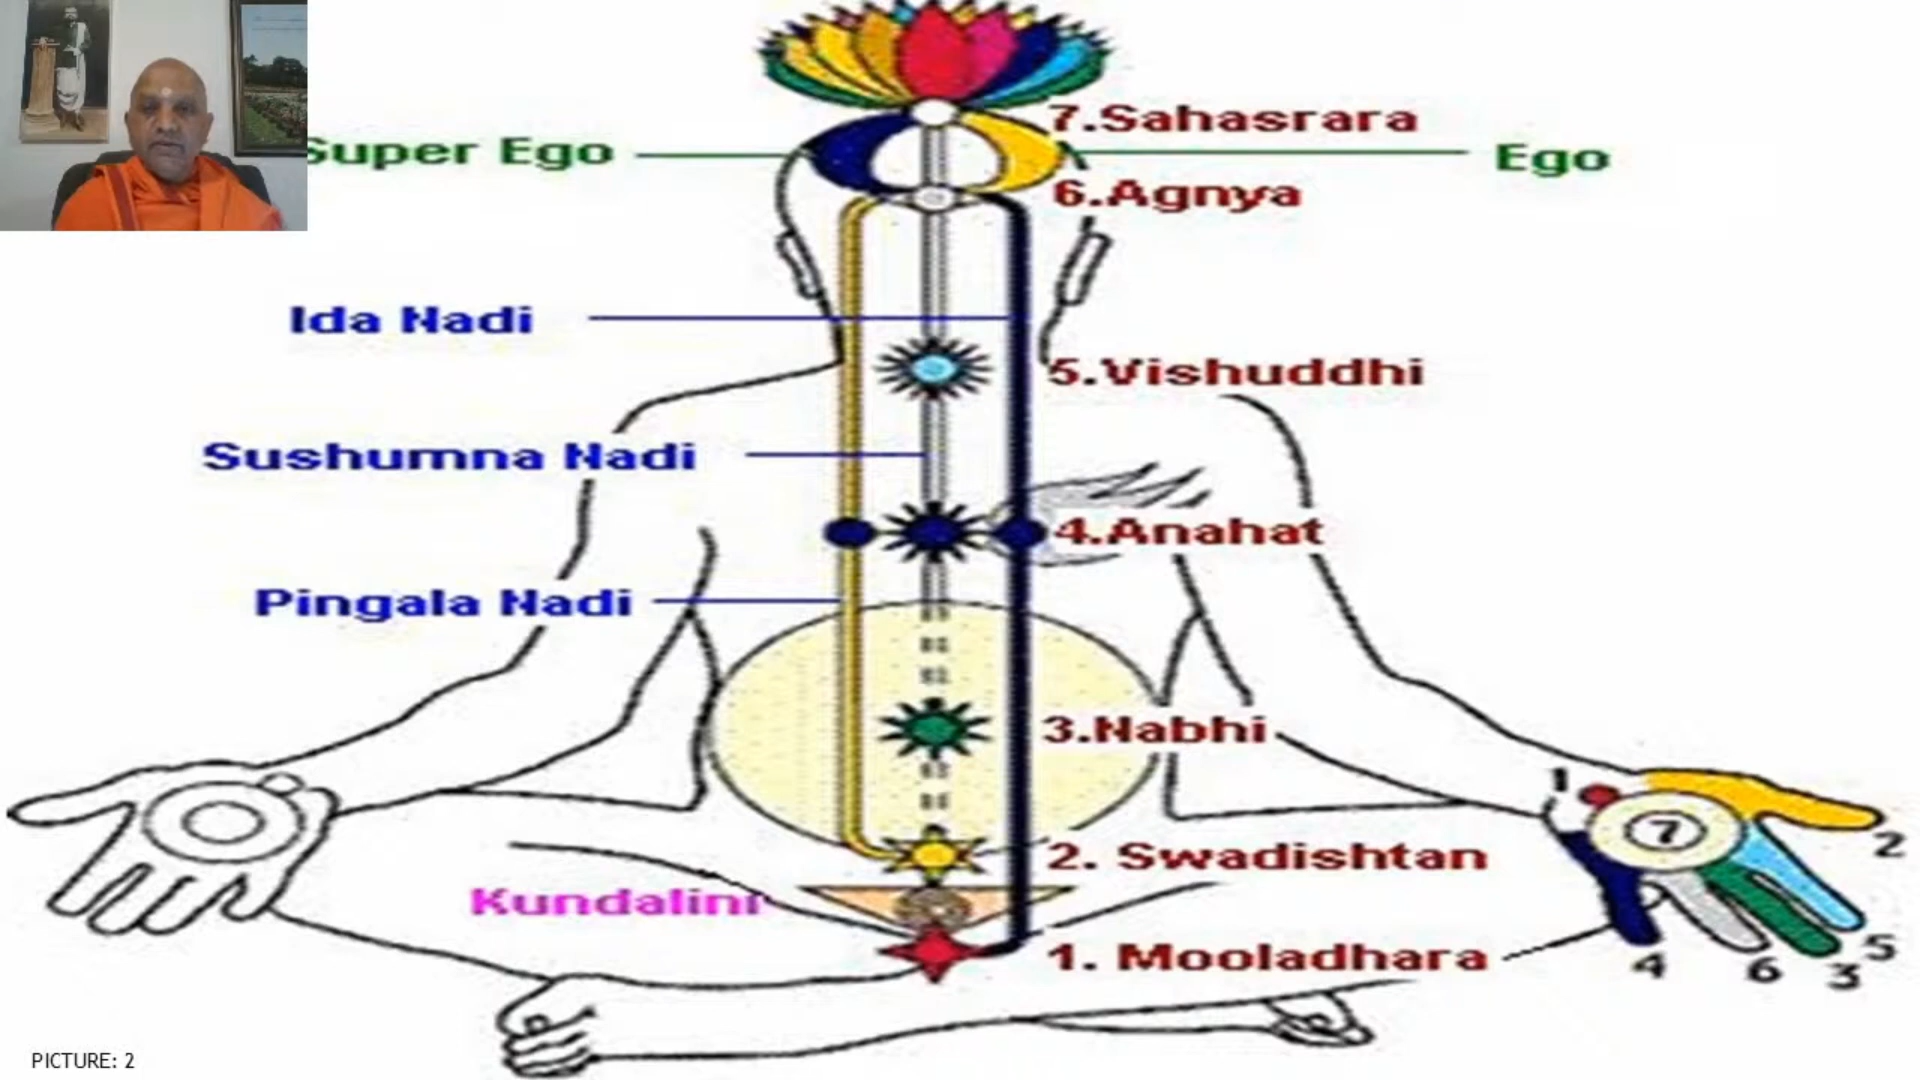 7.Sahasrara
Super Ego
Ego
6.Agnya
Ida Nadi
5.Vishuddhi
Sushumna Nadi
4.Anahat
Pingala Nadi
3.Nabhi
1
7
2
2. Swadishtan
Kundalini
5
4
6
3
1. Mooladhara
PICTURE: 2